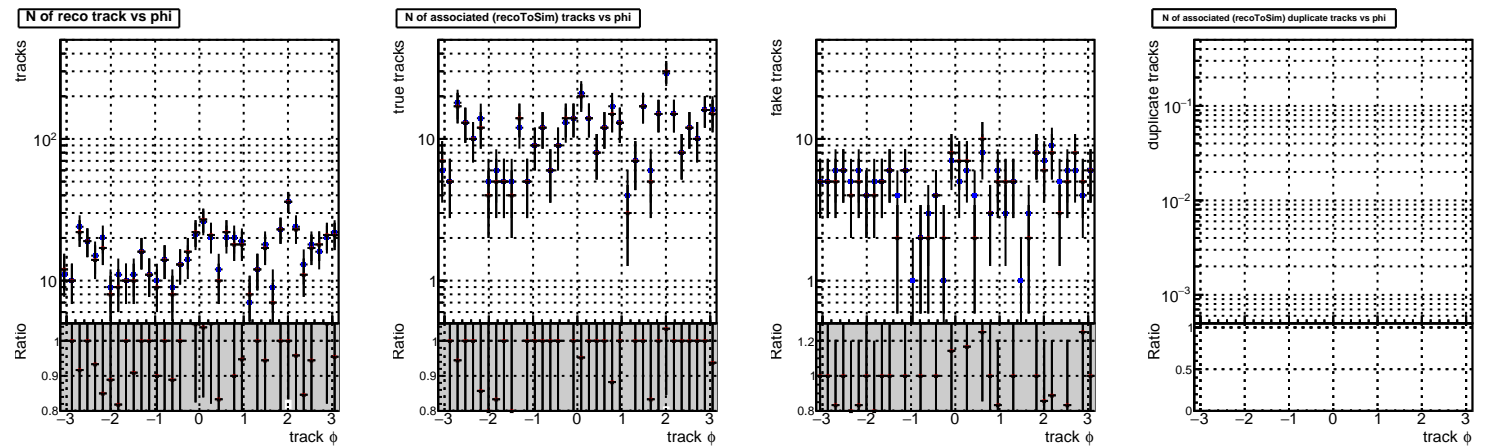 N of reco track vs phi
tracks
10²
10
Ratio
1
0.9
0.8
−3 −2 −1 0 1 2 3
track ϕ
N of associated (recoToSim) tracks vs phi
true tracks
10
1
Ratio
1
0.9
0.8
−3 −2 −1 0 1 2 3
track ϕ
fake tracks
10
1
Ratio
1.2
1
0.8
−3 −2 −1 0 1 2 3
track ϕ
N of associated (recoToSim) duplicate tracks vs phi
duplicate tracks
10⁻¹
10⁻²
10⁻³
Ratio
1
0.5
0
−3 −2 −1 0 1 2 3
track ϕ